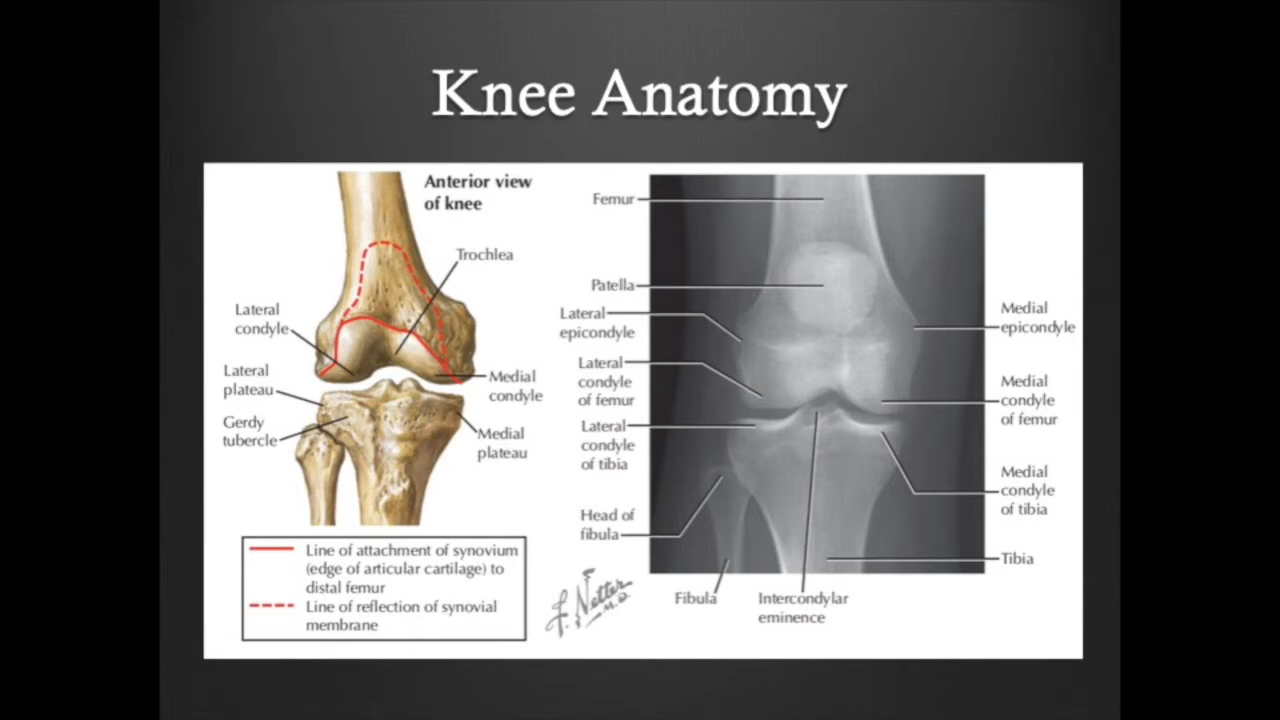 Knee Anatomy
Anterior view
of knee
Trochlea
Lateral
condyle
Lateral
plateau
Gerdy
tubercle
Medial
condyle
Medial
plateau
Line of attachment of synovium
(edge of articular cartilage) to
distal femur
Line of reflection of synovial
membrane
F. Netter
M.D.
Femur
Patella
Lateral
epicondyle
Lateral
condyle
of femur
Lateral
condyle
of tibia
Head of
fibula
Fibula
Intercondylar
eminence
Medial
epicondyle
Medial
condyle
of femur
Medial
condyle
of tibia
Tibia